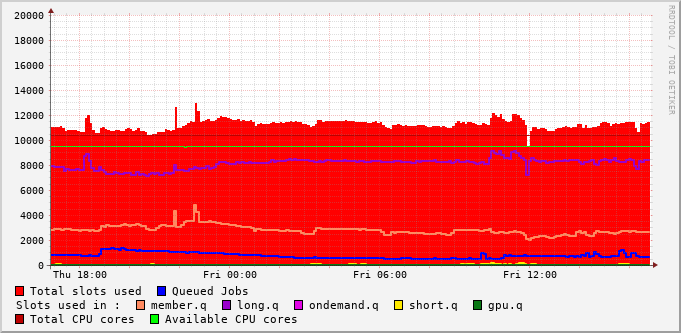 20000
18000
16000
14000
12000
10000
8000
6000
4000
2000
0
Thu 18:00 Fri 00:00 Fri 06:00 Fri 12:00
RRDTOOL / TOBI OETIKER
Total slots used Queued Jobs
Slots used in : member.q long.q ondemand.q short.q gpu.q
Total CPU cores Available CPU cores